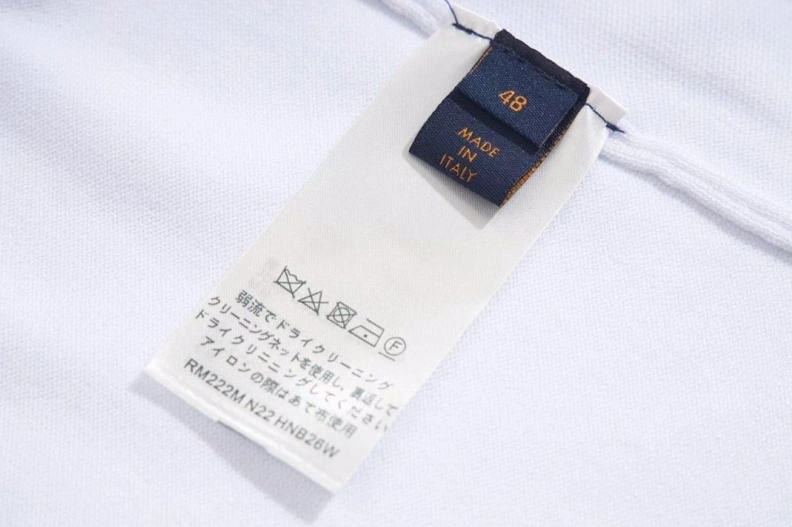 48
MADE
IN
ITALY
F
弱流でドライクリーニング
クリーニングネットを使用し、裏返して
ドライクリニングしてください
アイロンの際はあて布使用
RM222M N22 HNB26W